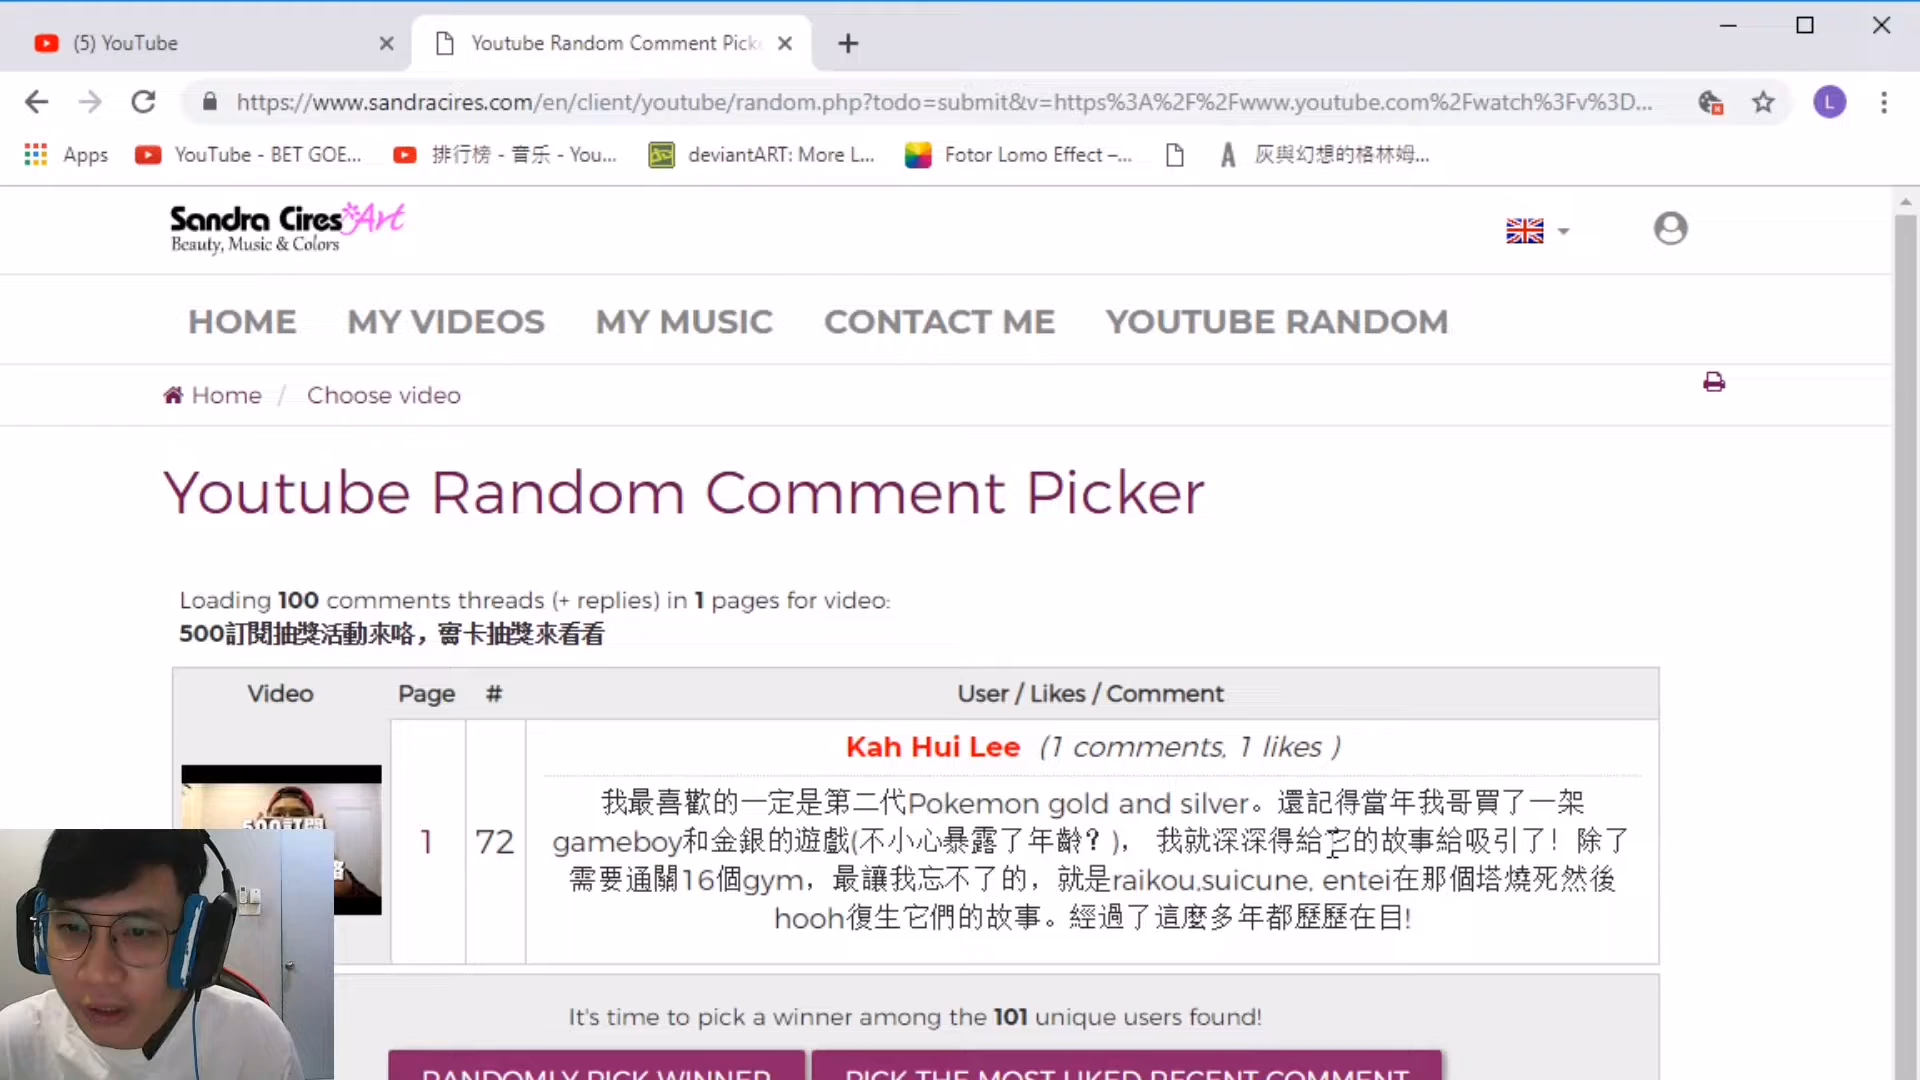 (5) YouTube
Youtube Random Comment Pick
https://www.sandracires.com/en/client/youtube/random.php?todo=submit&v=https%3A%2F%2Fwww.youtube.com%2Fwatch%3Fv%3D...
L
Apps
YouTube - BET GOE...
排行榜 - 音乐 - You...
deviantART: More L...
Fotor Lomo Effect –...
灰與幻想的格林姆...
Sandra Cires Art
Beauty, Music & Colors
HOME
MY VIDEOS
MY MUSIC
CONTACT ME
YOUTUBE RANDOM
Home / Choose video
Youtube Random Comment Picker
Loading 100 comments threads (+ replies) in 1 pages for video:
500訂閱抽獎活動來咯，寶卡抽獎來看看
Video Page # User / Likes / Comment
Kah Hui Lee (1 comments, 1 likes )
1 72
我最喜歡的一定是第二代Pokemon gold and silver。還記得當年我哥買了一架
gameboy和金銀的遊戲(不小心暴露了年齡？)， 我就深深得給它的故事給吸引了！除了
需要通關16個gym，最讓我忘不了的，就是raikou,suicune, entei在那個塔燒死然後
hooh復生它們的故事。經過了這麼多年都歷歷在目!
It's time to pick a winner among the 101 unique users found!
RANDOMLY PICK WINNER
PICK THE MOST LIKED RECENT COMMENT